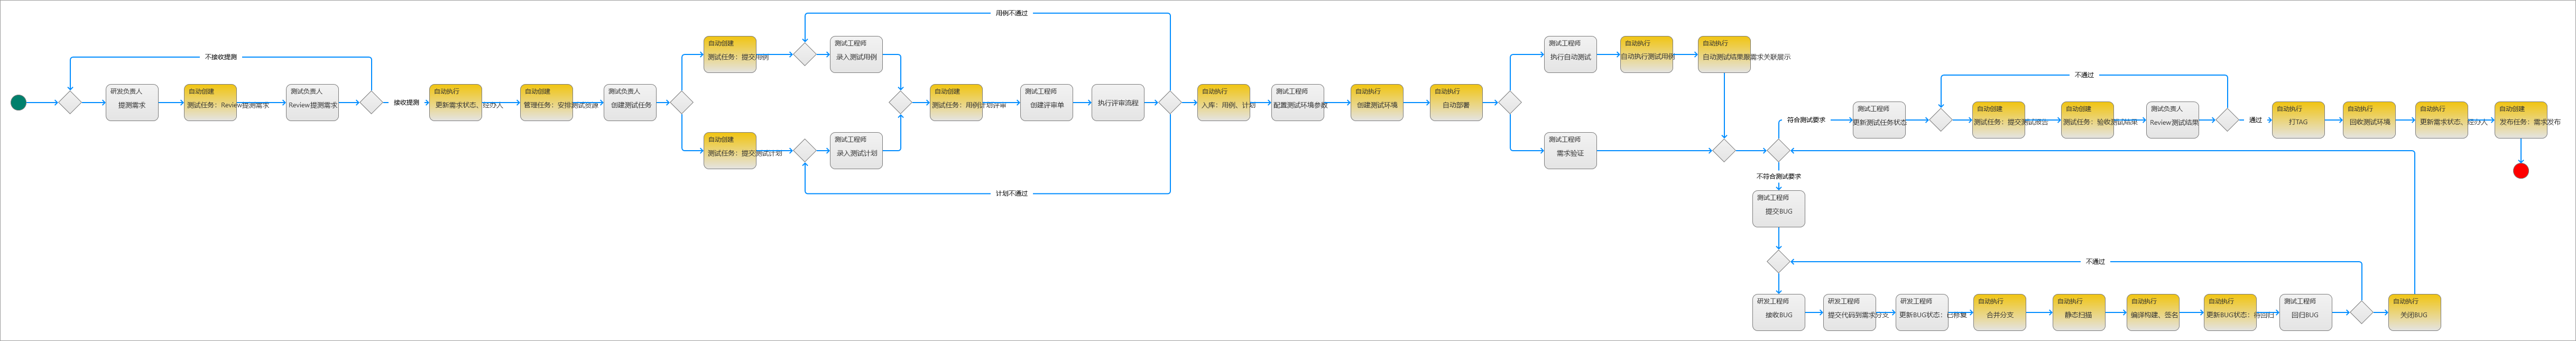 不接收提测
研发负责人
提测需求
自动创建
测试任务：Review提测需求
测试负责人
Review提测需求
接收提测
自动执行
更新需求状态、经办人
自动创建
管理任务：安排测试资源
测试负责人
创建测试任务
用例不通过
自动创建
测试任务：提交用例
测试工程师
录入测试用例
自动创建
测试任务：提交测试计划
测试工程师
录入测试计划
计划不通过
自动创建
测试任务：用例计划评审
测试工程师
创建评审单
执行评审流程
自动执行
入库：用例、计划
测试工程师
配置测试环境参数
自动执行
创建测试环境
自动执行
自动部署
测试工程师
执行自动测试
自动执行
自动执行测试用例
自动执行
自动测试结果跟需求关联展示
测试工程师
需求验证
符合测试要求
测试工程师
更新测试任务状态
不通过
自动创建
测试任务：提交测试报告
自动创建
测试任务：验收测试结果
测试负责人
Review测试结果
通过
自动执行
打TAG
自动执行
回收测试环境
自动执行
更新需求状态、经办人
自动创建
发布任务：需求发布
不符合测试要求
测试工程师
提交BUG
不通过
研发工程师
接收BUG
研发工程师
提交代码到需求分支
研发工程师
更新BUG状态：已修复
自动执行
合并分支
自动执行
静态扫描
自动执行
编译构建、签名
自动执行
更新BUG状态：待回归
测试工程师
回归BUG
自动执行
关闭BUG